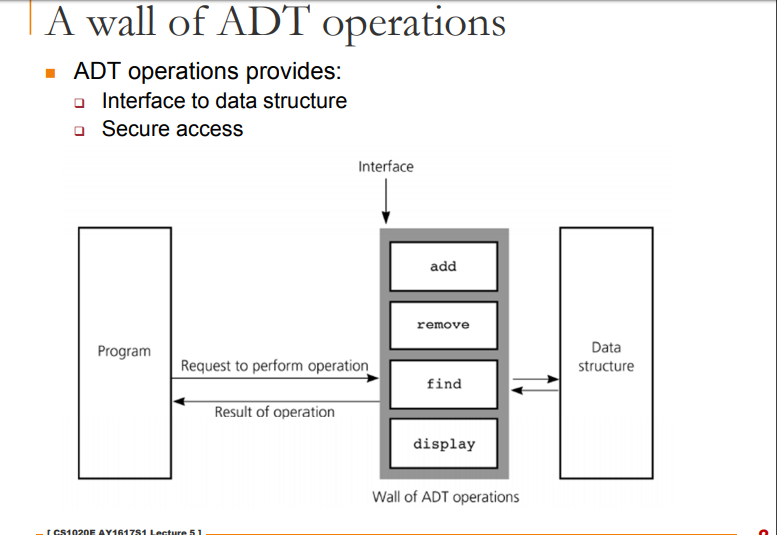 A wall of ADT operations
ADT operations provides:
Interface to data structure
Secure access
Interface
add
remove
find
display
Program
Request to perform operation
Result of operation
Data
structure
Wall of ADT operations
[ CS1020E AY1617S1 Lecture 5 ]